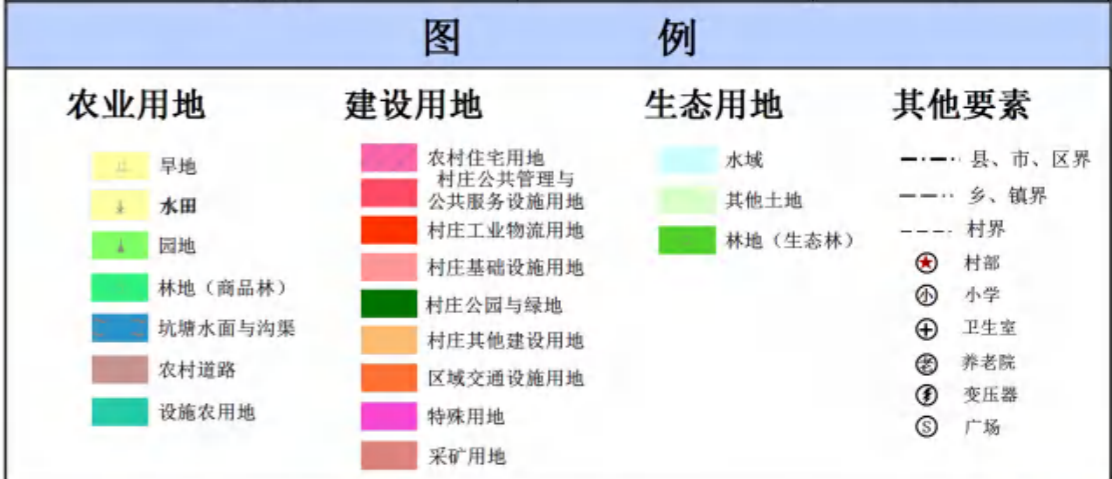 图 例
农业用地
旱地
水田
园地
林地（商品林）
坑塘水面与沟渠
农村道路
设施农用地
建设用地
农村住宅用地
村庄公共管理与
公共服务设施用地
村庄工业物流用地
村庄基础设施用地
村庄公园与绿地
村庄其他建设用地
区域交通设施用地
特殊用地
采矿用地
生态用地
水域
其他土地
林地（生态林）
其他要素
县、市、区界
乡、镇界
村界
村部
小 小学
卫生室
老 养老院
变压器
S 广场